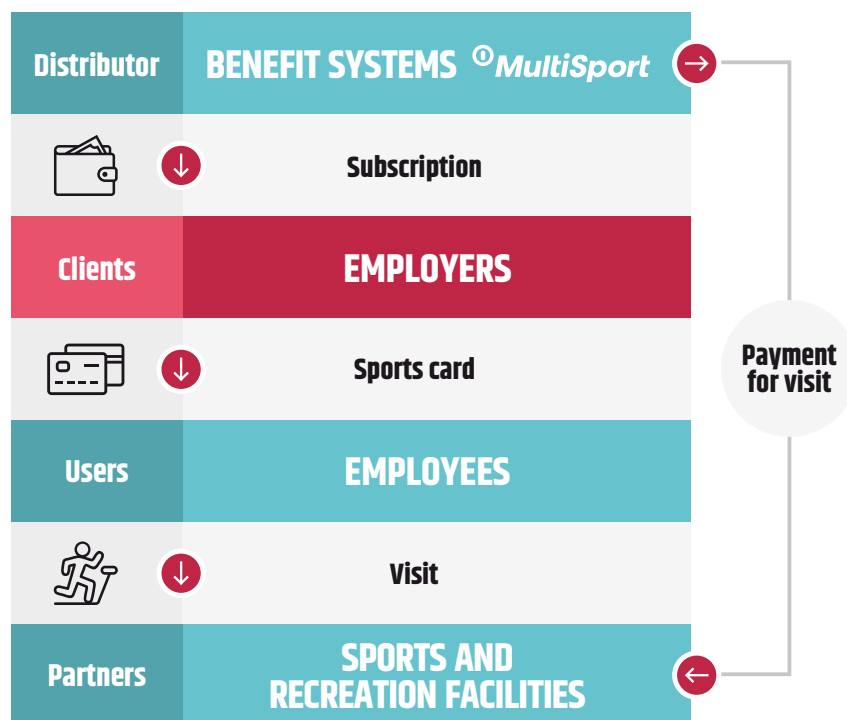 Distributor
BENEFIT SYSTEMS MultiSport
Subscription
Clients
EMPLOYERS
Sports card
Payment
for visit
Users
EMPLOYEES
Visit
Partners
SPORTS AND
RECREATION FACILITIES